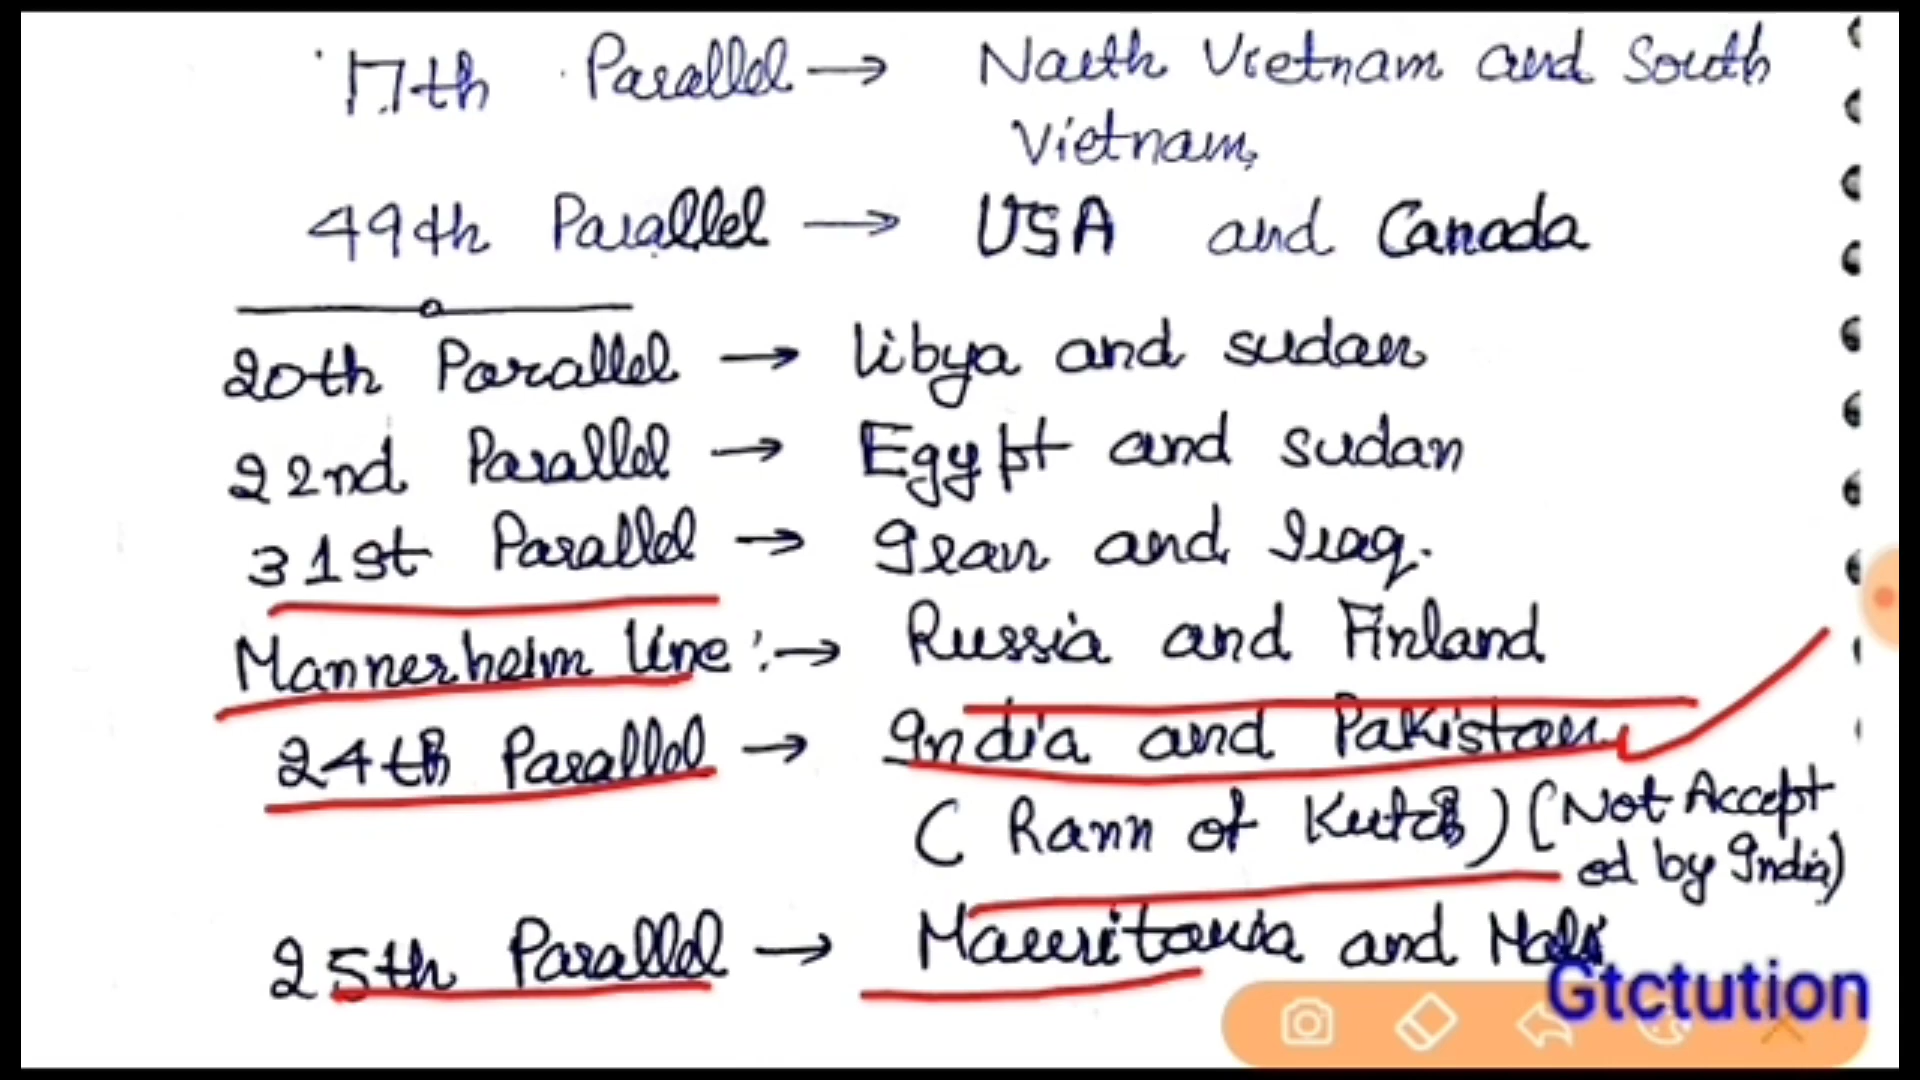 17th Parallel → North Vietnam and South
Vietnam,
49th Parallel → USA and Canada
20th Parallel → Libya and sudan
22nd Parallel → Egypt and sudan
31st Parallel → Iran and Iraq.
Mannerheim line :→ Russia and Finland
24th Parallel → India and Pakistan
(Rann of Kutch) (Not Accept
ed by India)
25th Parallel → Mauritania and Mali
Gtctution